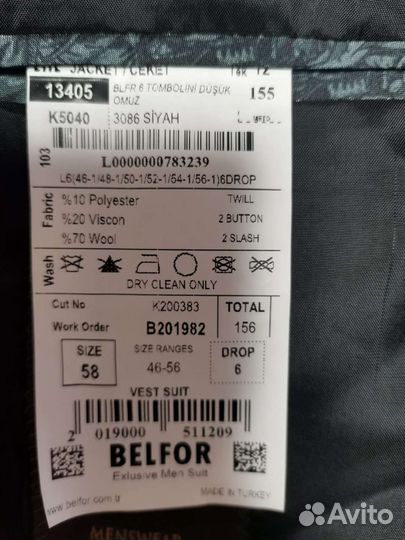 JACKET / CEKET
12
13405
BLFR 6 TOMBOLINI DÜŞÜK
OMUZ
155
K5040
3086 SİYAH
103
L0000000783239
L6(46-1/48-1/50-1/52-1/54-1/56-1)6DROP
Fabric
%10 Polyester
TWILL
%20 Viscon
2 BUTTON
%70 Wool
2 SLASH
Wash
DRY CLEAN ONLY
Cut No
K200383
TOTAL
Work Order
B201982
156
SIZE
58
SIZE RANGES
46-56
DROP
6
VEST SUIT
2 019000 511209
BELFOR
Exlusive Men Suit
www.belfor.com.tr
MADE IN TURKEY
MENSWEAR
Avito